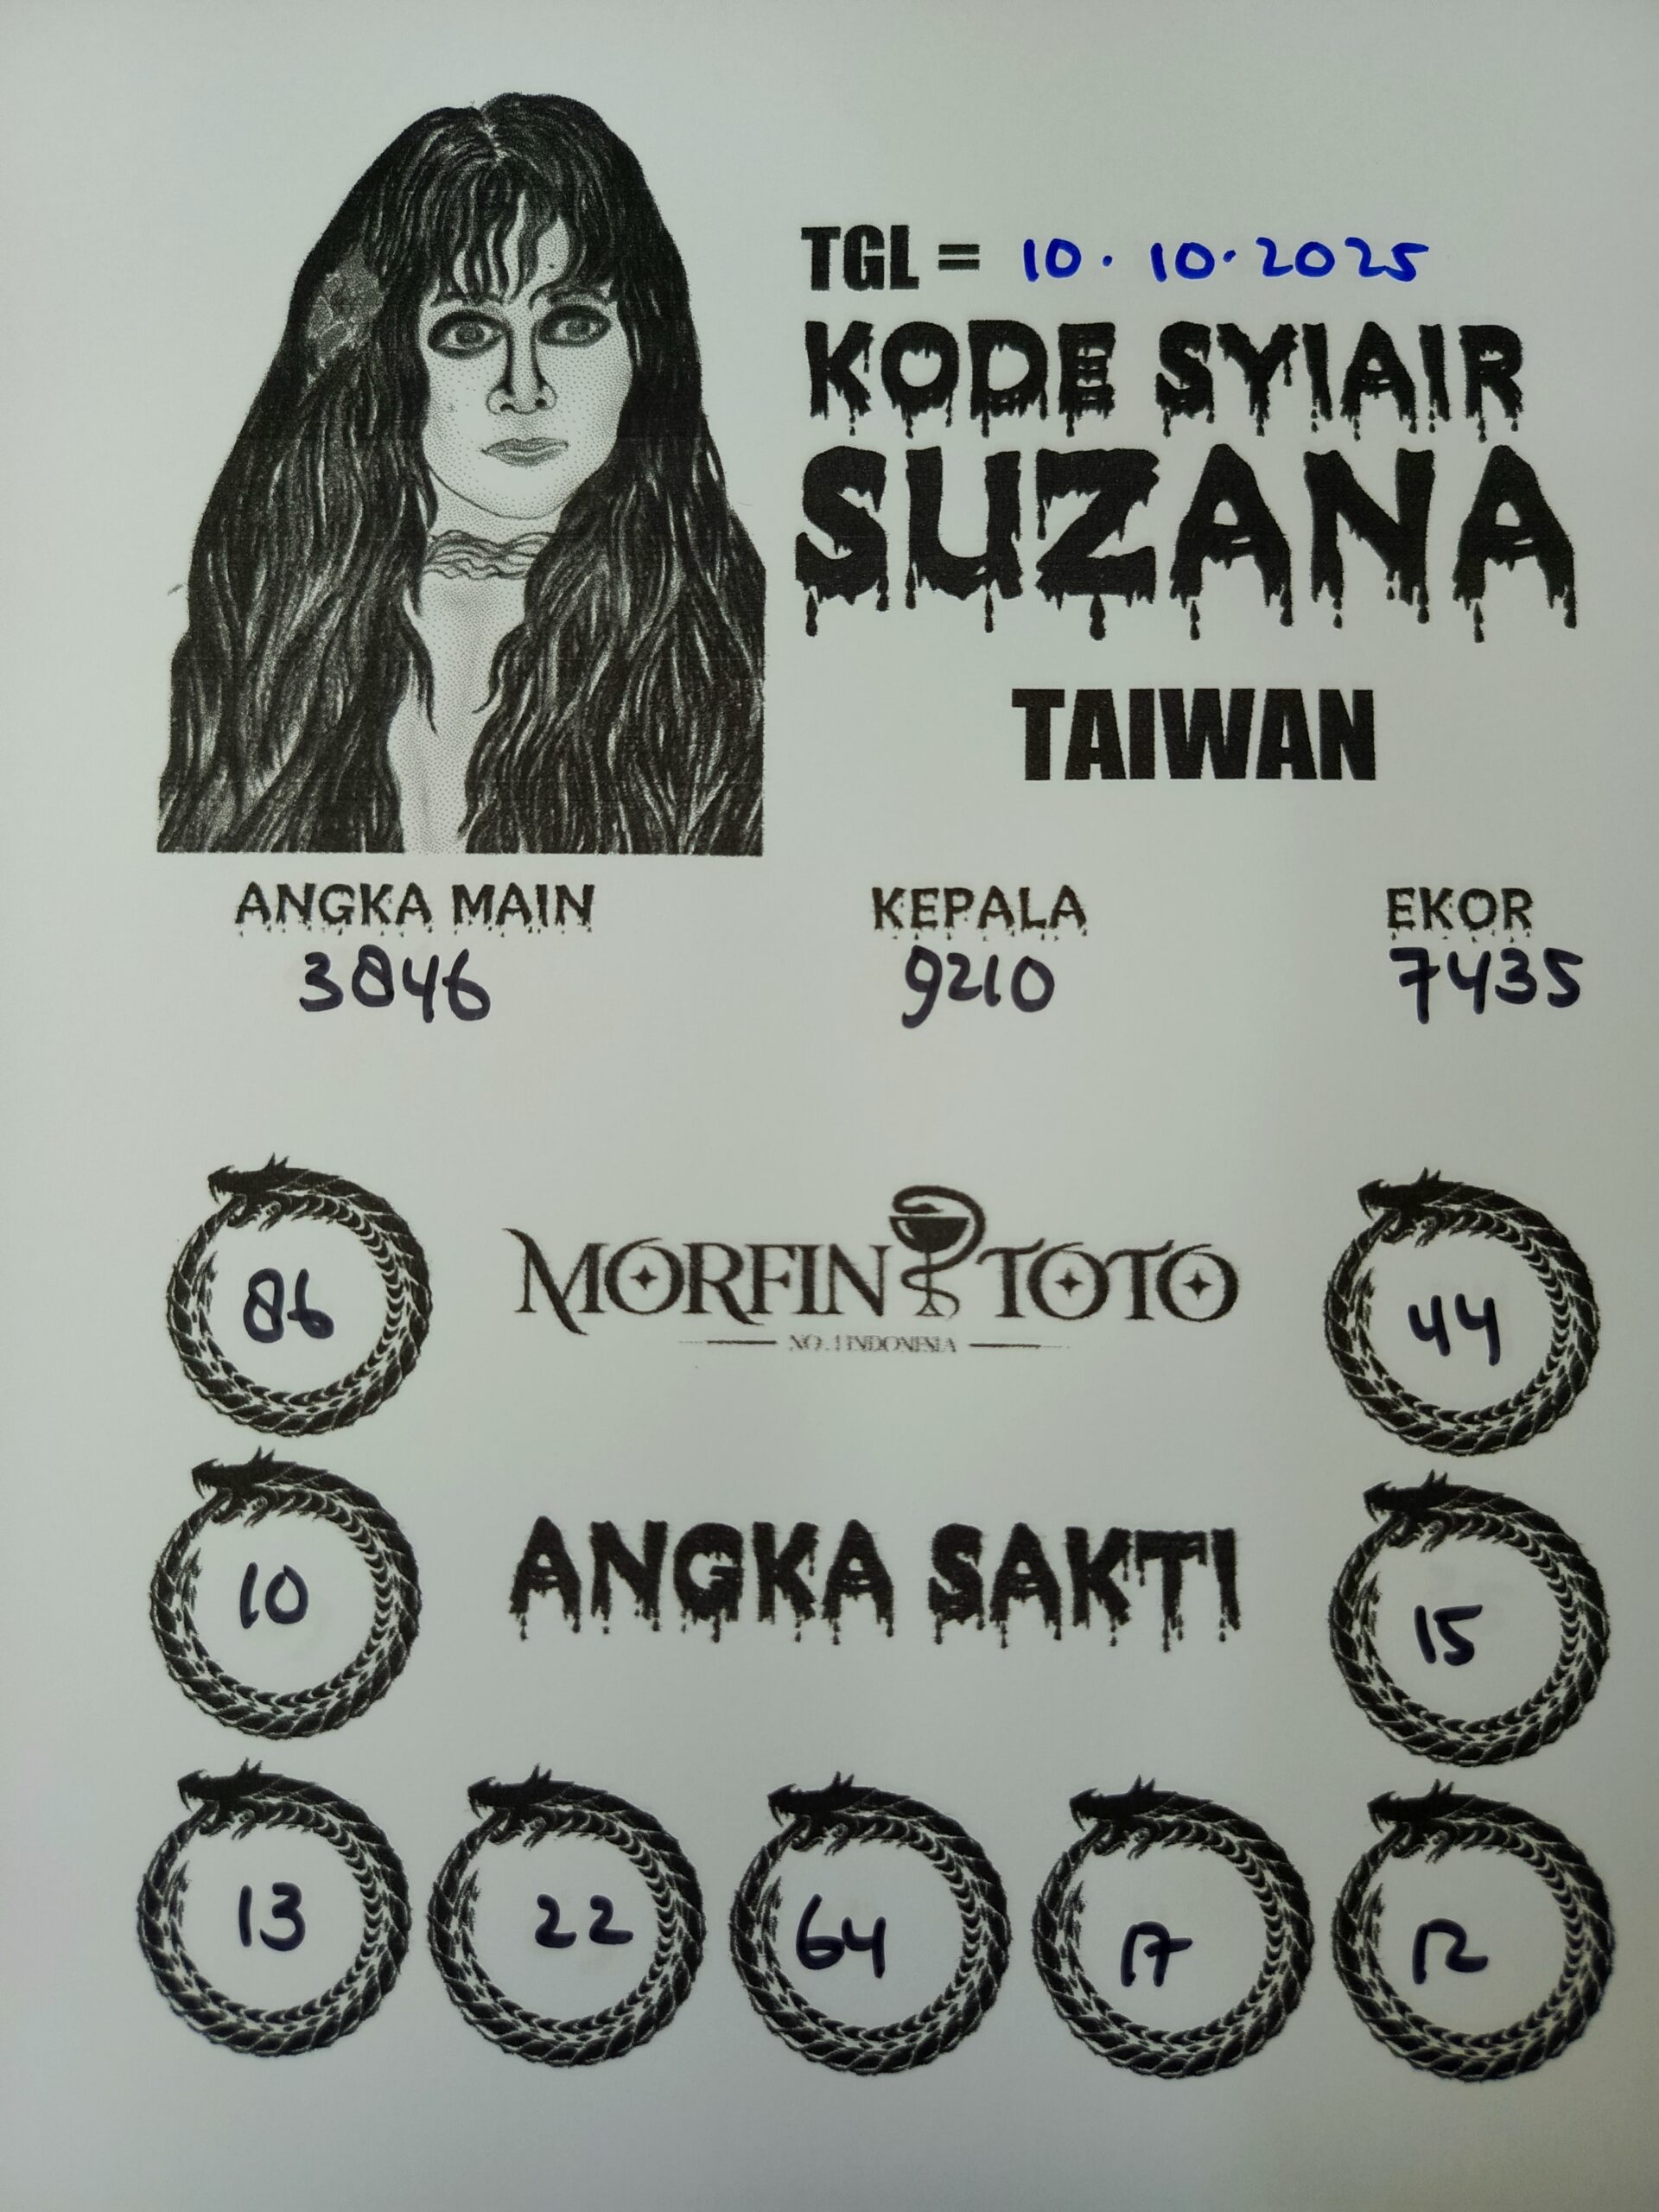 TGL = 10.10.2025
KODE SYIAIR
SUZANA
TAIWAN
ANGKA MAIN KEPALA EKOR
3846 9210 7435
86 MORFIN TOTO 44
NO.1 INDONESIA
10 ANGKA SAKTI 15
13 22 64 17 12